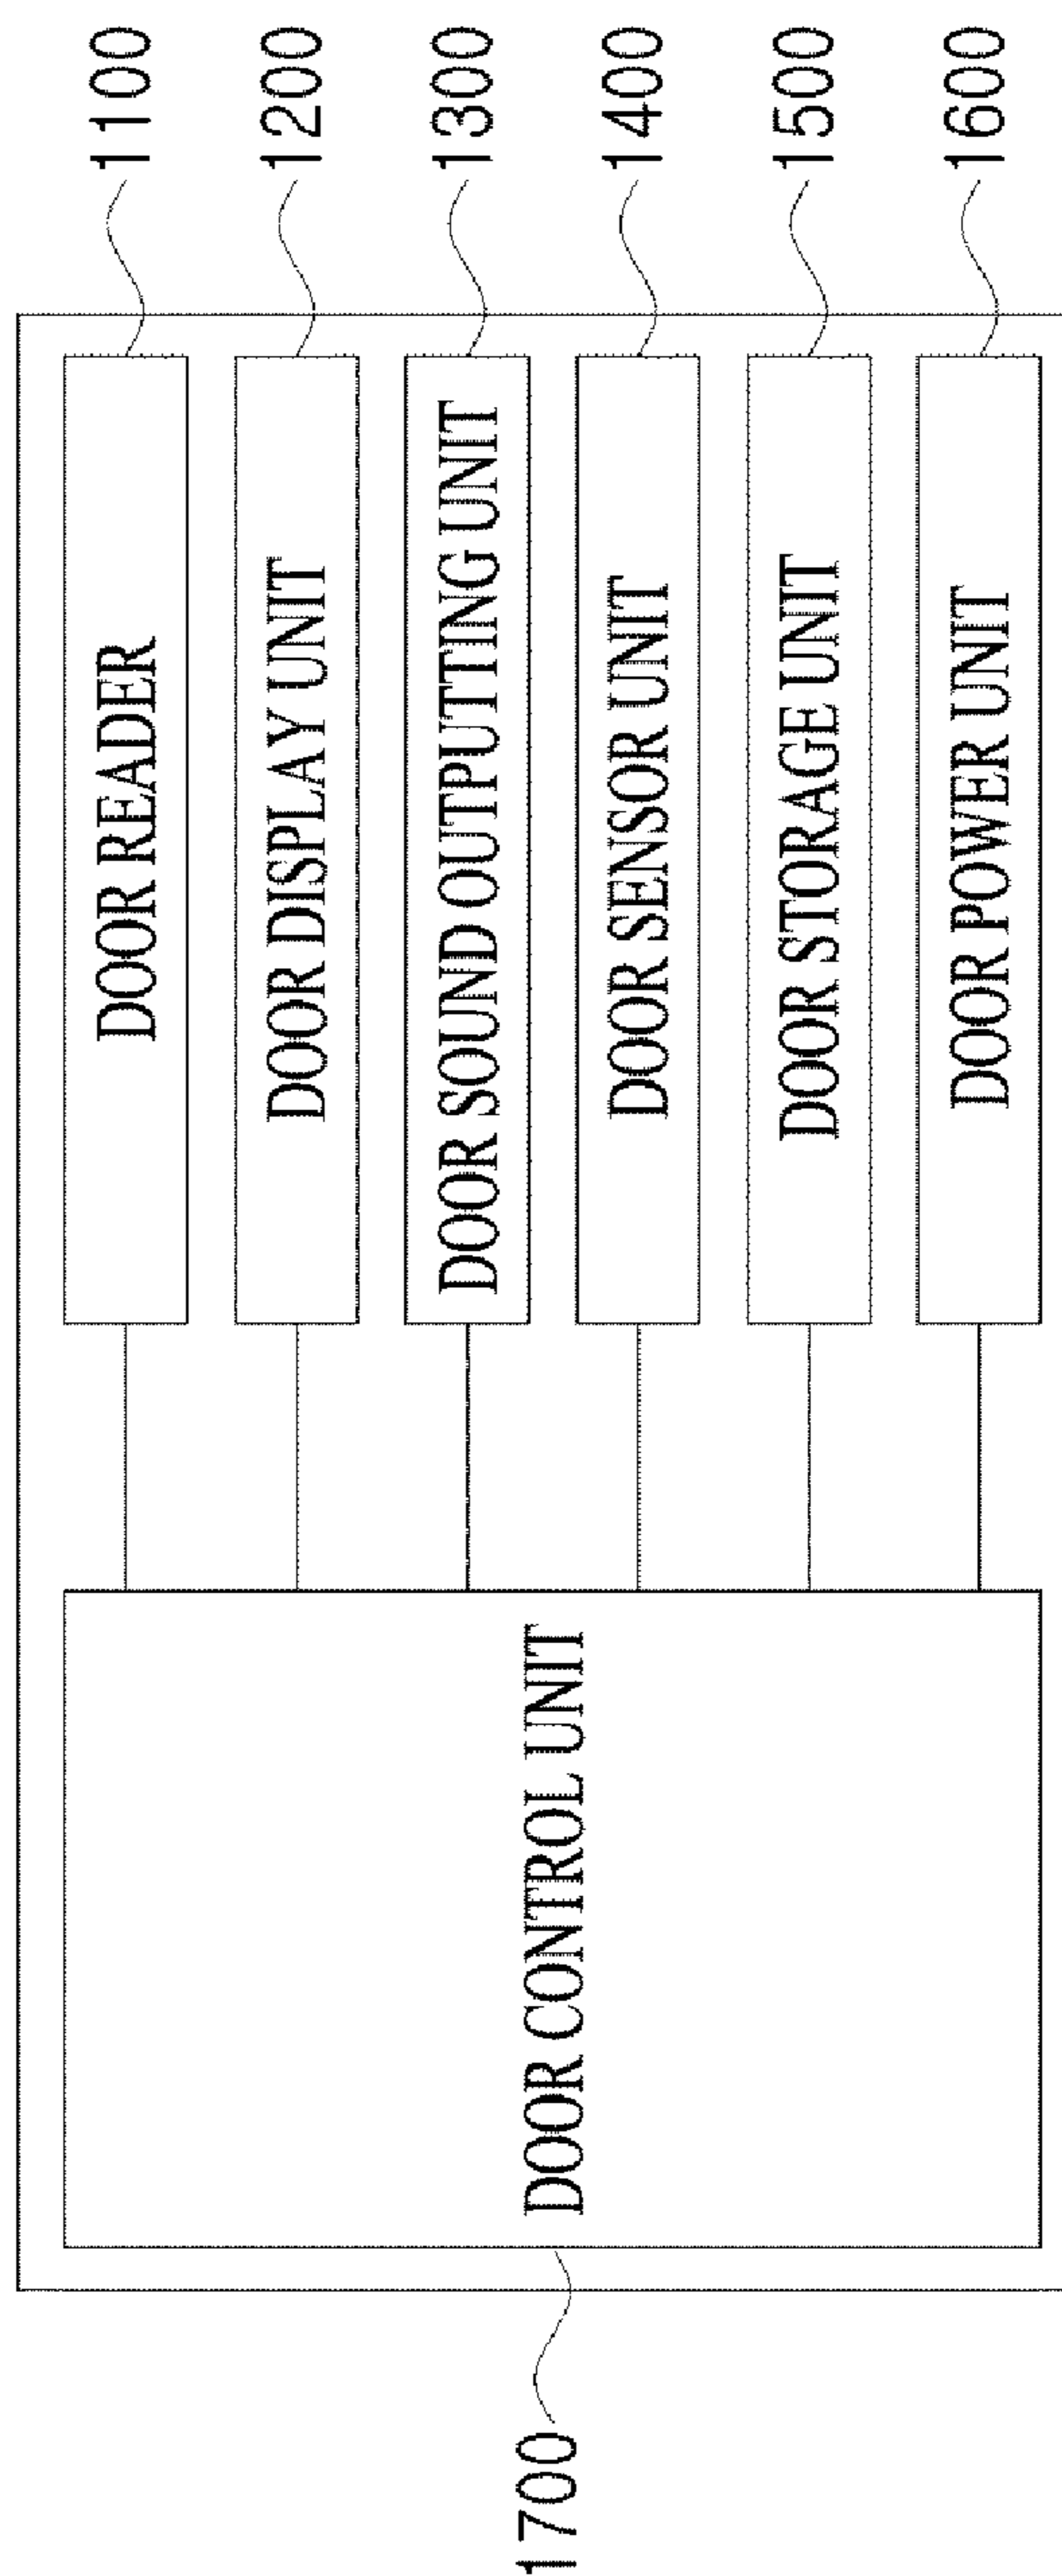 DOOR READER
1100
DOOR DISPLAY UNIT
1200
DOOR SOUND OUTPUTTING UNIT
1300
1700
DOOR CONTROL UNIT
DOOR SENSOR UNIT
1400
DOOR STORAGE UNIT
1500
DOOR POWER UNIT
1600